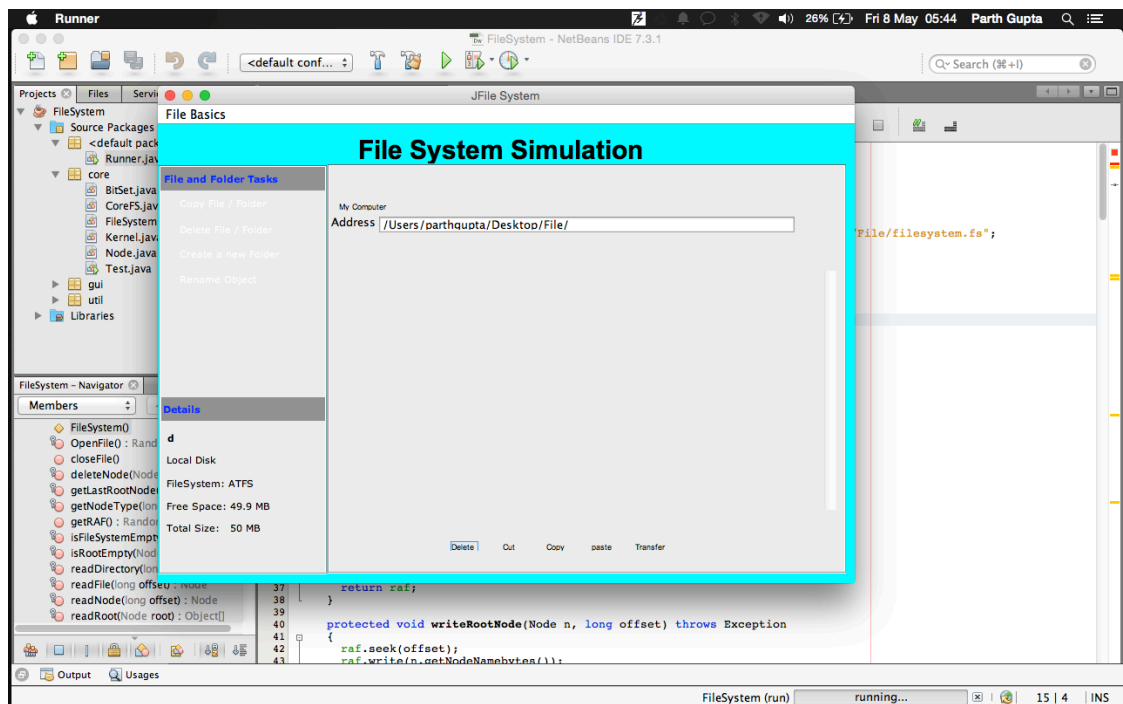 Runner 26% Fri 8 May 05:44 Parth Gupta
FileSystem - NetBeans IDE 7.3.1
<default conf...
Search (⌘+I)
Projects Files Servi
FileSystem
Source Packages
<default pack
Runner.jav
core
BitSet.java
CoreFS.jav
FileSystem
Kernel.jav
Node.java
Test.java
gui
util
Libraries
FileSystem - Navigator
Members
FileSystem()
OpenFile() : Rand
closeFile()
deleteNode(Node
getLastRootNode
getNodeType(lon
getRAF() : Rando
isFileSystemEmpt
isRootEmpty(Nod
readDirectory(lon
readFile(long offset) : Node
readNode(long offset) : Node
readRoot(Node root) : Object[]
JFile System
File Basics
File System Simulation
File and Folder Tasks
Copy File / Folder
Delete File / Folder
Create a new Folder
Rename Object
Details
d
Local Disk
FileSystem: ATFS
Free Space: 49.9 MB
Total Size: 50 MB
My Computer
Address /Users/parthgupta/Desktop/File/
Delete Cut Copy paste Transfer
File/filesystem.fs";
37 return raf;
38 }
39
40 protected void writeRootNode(Node n, long offset) throws Exception
41 {
42 raf.seek(offset);
43 raf.write(n.getNodeNamebytes());
Output Usages
FileSystem (run) running... 15 | 4 INS